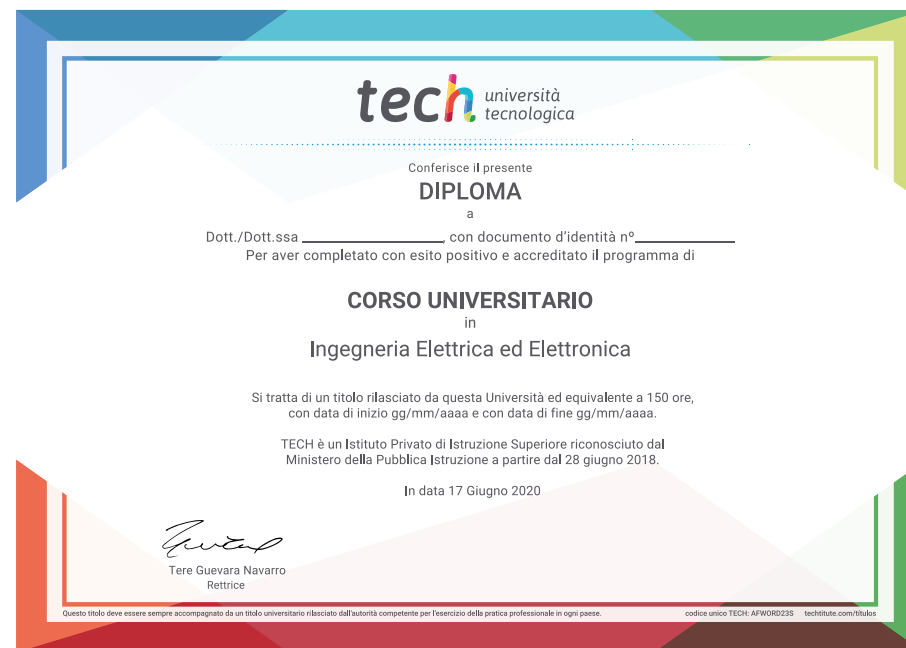 tech università
tecnologica
Conferisce il presente
DIPLOMA
a
Dott./Dott.ssa ____________________, con documento d'identità nº______________
Per aver completato con esito positivo e accreditato il programma di
CORSO UNIVERSITARIO
in
Ingegneria Elettrica ed Elettronica
Si tratta di un titolo rilasciato da questa Università ed equivalente a 150 ore,
con data di inizio gg/mm/aaaa e con data di fine gg/mm/aaaa.
TECH è un Istituto Privato di Istruzione Superiore riconosciuto dal
Ministero della Pubblica Istruzione a partire dal 28 giugno 2018.
In data 17 Giugno 2020
Tere Guevara Navarro
Rettrice
Questo titolo deve essere sempre accompagnato da un titolo universitario rilasciato dall'autorità competente per l'esercizio della pratica professionale in ogni paese. codice unico TECH: AFWORD23S techtitute.com/titulos